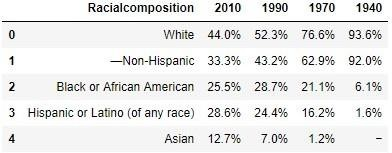 Racialcomposition 2010 1990 1970 1940
0 White 44.0% 52.3% 76.6% 93.6%
1 —Non-Hispanic 33.3% 43.2% 62.9% 92.0%
2 Black or African American 25.5% 28.7% 21.1% 6.1%
3 Hispanic or Latino (of any race) 28.6% 24.4% 16.2% 1.6%
4 Asian 12.7% 7.0% 1.2% −